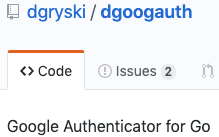 dgryski / dgoogauth
<> Code
Issues 2
Google Authenticator for Go